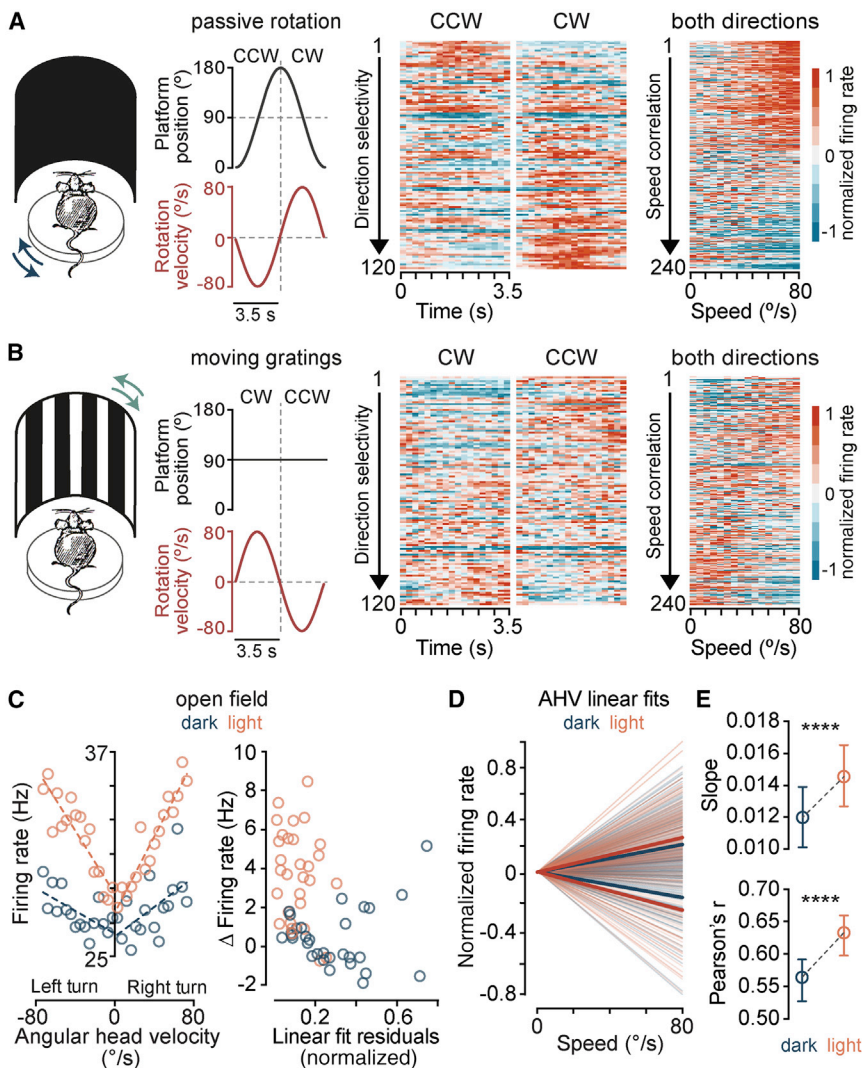 A
passive rotation
CCW CW
both directions
CCW CW
Platform
position (º)
180
90
0
Rotation
velocity (º/s)
80
0
-80
3.5 s
Direction selectivity
1
120
0 3.5
Time (s)
Speed correlation
1
240
0 80
Speed (º/s)
1
0
-1
normalized firing rate
B
moving gratings
CW CCW
both directions
CW CCW
Platform
position (º)
180
90
0
Rotation
velocity (º/s)
80
0
-80
3.5 s
Direction selectivity
1
120
0 3.5
Time (s)
Speed correlation
1
240
0 80
Speed (º/s)
1
0
-1
normalized firing rate
C
open field
dark light
Firing rate (Hz)
37
25
Left turn Right turn
-80 0 80
Angular head velocity
(°/s)
Δ Firing rate (Hz)
10
8
6
4
2
0
-2
0.2 0.6
Linear fit residuals
(normalized)
D
AHV linear fits
dark light
Normalized firing rate
0.8
0.4
0
-0.4
-0.8
0 80
Speed (°/s)
E
Slope
0.018
0.016
0.014
0.012
0.010
****
Pearson's r
0.70
0.65
0.60
0.55
0.50
****
dark light